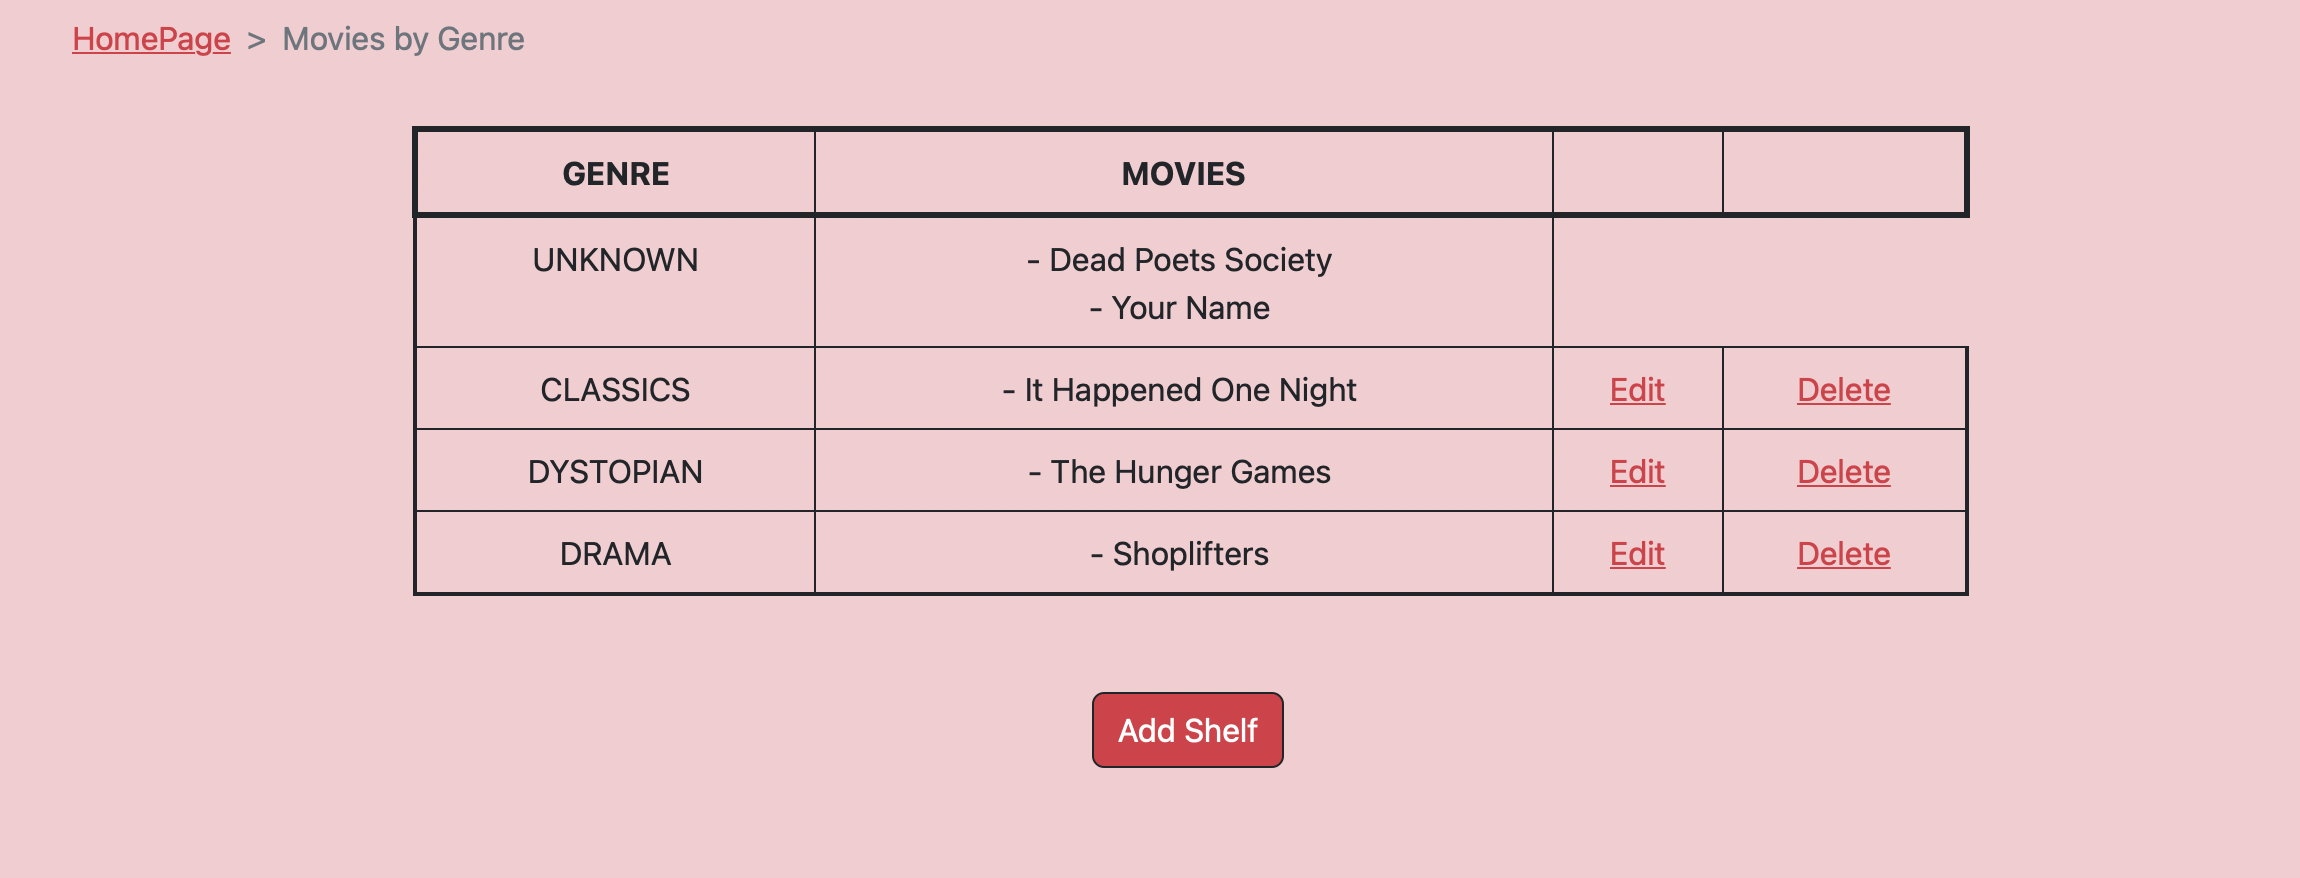 HomePage > Movies by Genre
GENRE MOVIES
UNKNOWN - Dead Poets Society
- Your Name
CLASSICS - It Happened One Night Edit Delete
DYSTOPIAN - The Hunger Games Edit Delete
DRAMA - Shoplifters Edit Delete
Add Shelf